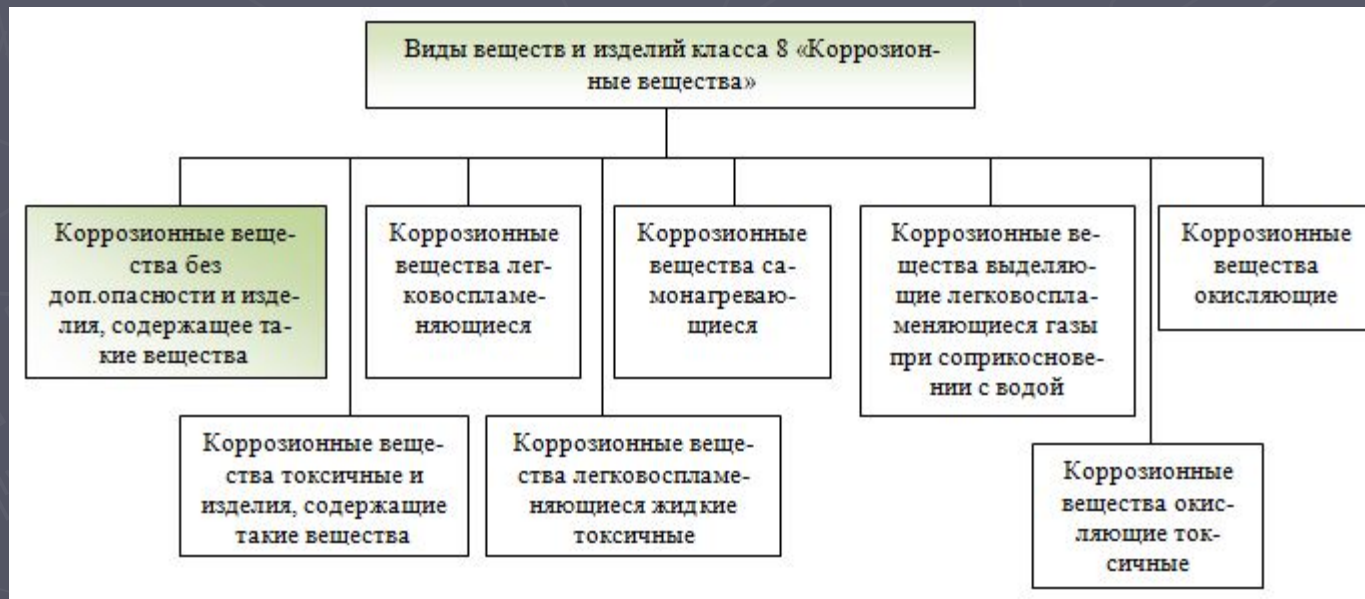 Виды веществ и изделий класса 8 «Коррозион-
ные вещества»
Коррозионные веще-
ства без
доп.опасности и изде-
лия, содержащее та-
кие вещества
Коррозионные
вещества лег-
ковоспламе-
няющиеся
Коррозионные
вещества са-
монагреваю-
щиеся
Коррозионные ве-
щества выделяю-
щие легковоспла-
меняющиеся газы
при соприкоснове-
нии с водой
Коррозионные
вещества
окисляющие
Коррозионные веще-
ства токсичные и
изделия, содержащие
такие вещества
Коррозионные веще-
ства легковоспламе-
няющиеся жидкие
токсичные
Коррозионные
вещества окис-
ляющие ток-
сичные